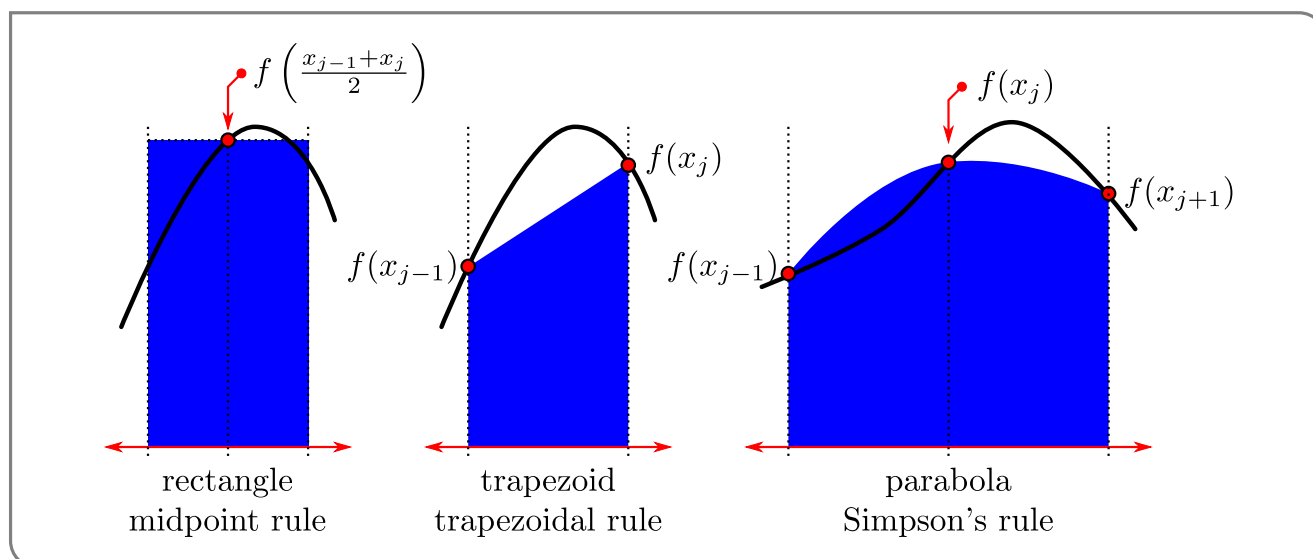 f((x_{j-1}+x_j)/2)
f(x_j)
f(x_{j-1})
rectangle
midpoint rule
trapezoid
trapezoidal rule
f(x_j)
f(x_{j+1})
f(x_{j-1})
parabola
Simpson's rule